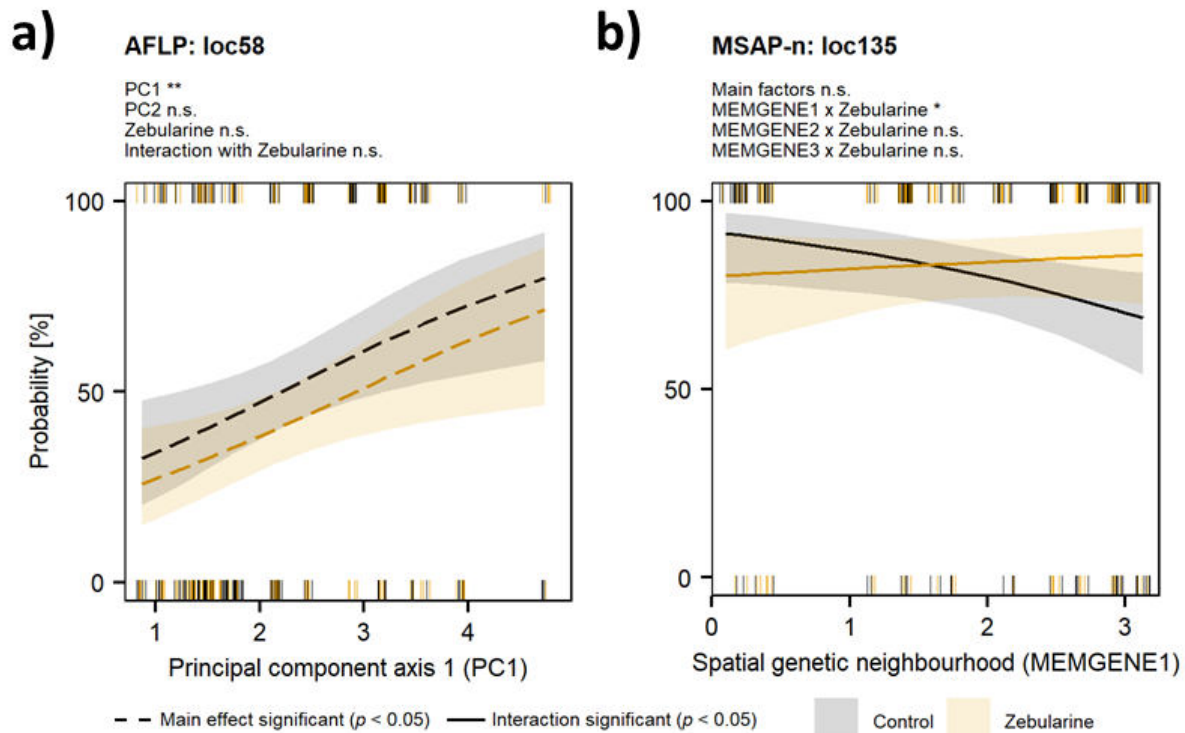 a)
AFLP: loc58
PC1 **
PC2 n.s.
Zebularine n.s.
Interaction with Zebularine n.s.
Probability [%]
100
50
0
1 2 3 4
Principal component axis 1 (PC1)
b)
MSAP-n: loc135
Main factors n.s.
MEMGENE1 x Zebularine *
MEMGENE2 x Zebularine n.s.
MEMGENE3 x Zebularine n.s.
100
50
0
0 1 2 3
Spatial genetic neighbourhood (MEMGENE1)
Main effect significant (p < 0.05) Interaction significant (p < 0.05) Control Zebularine